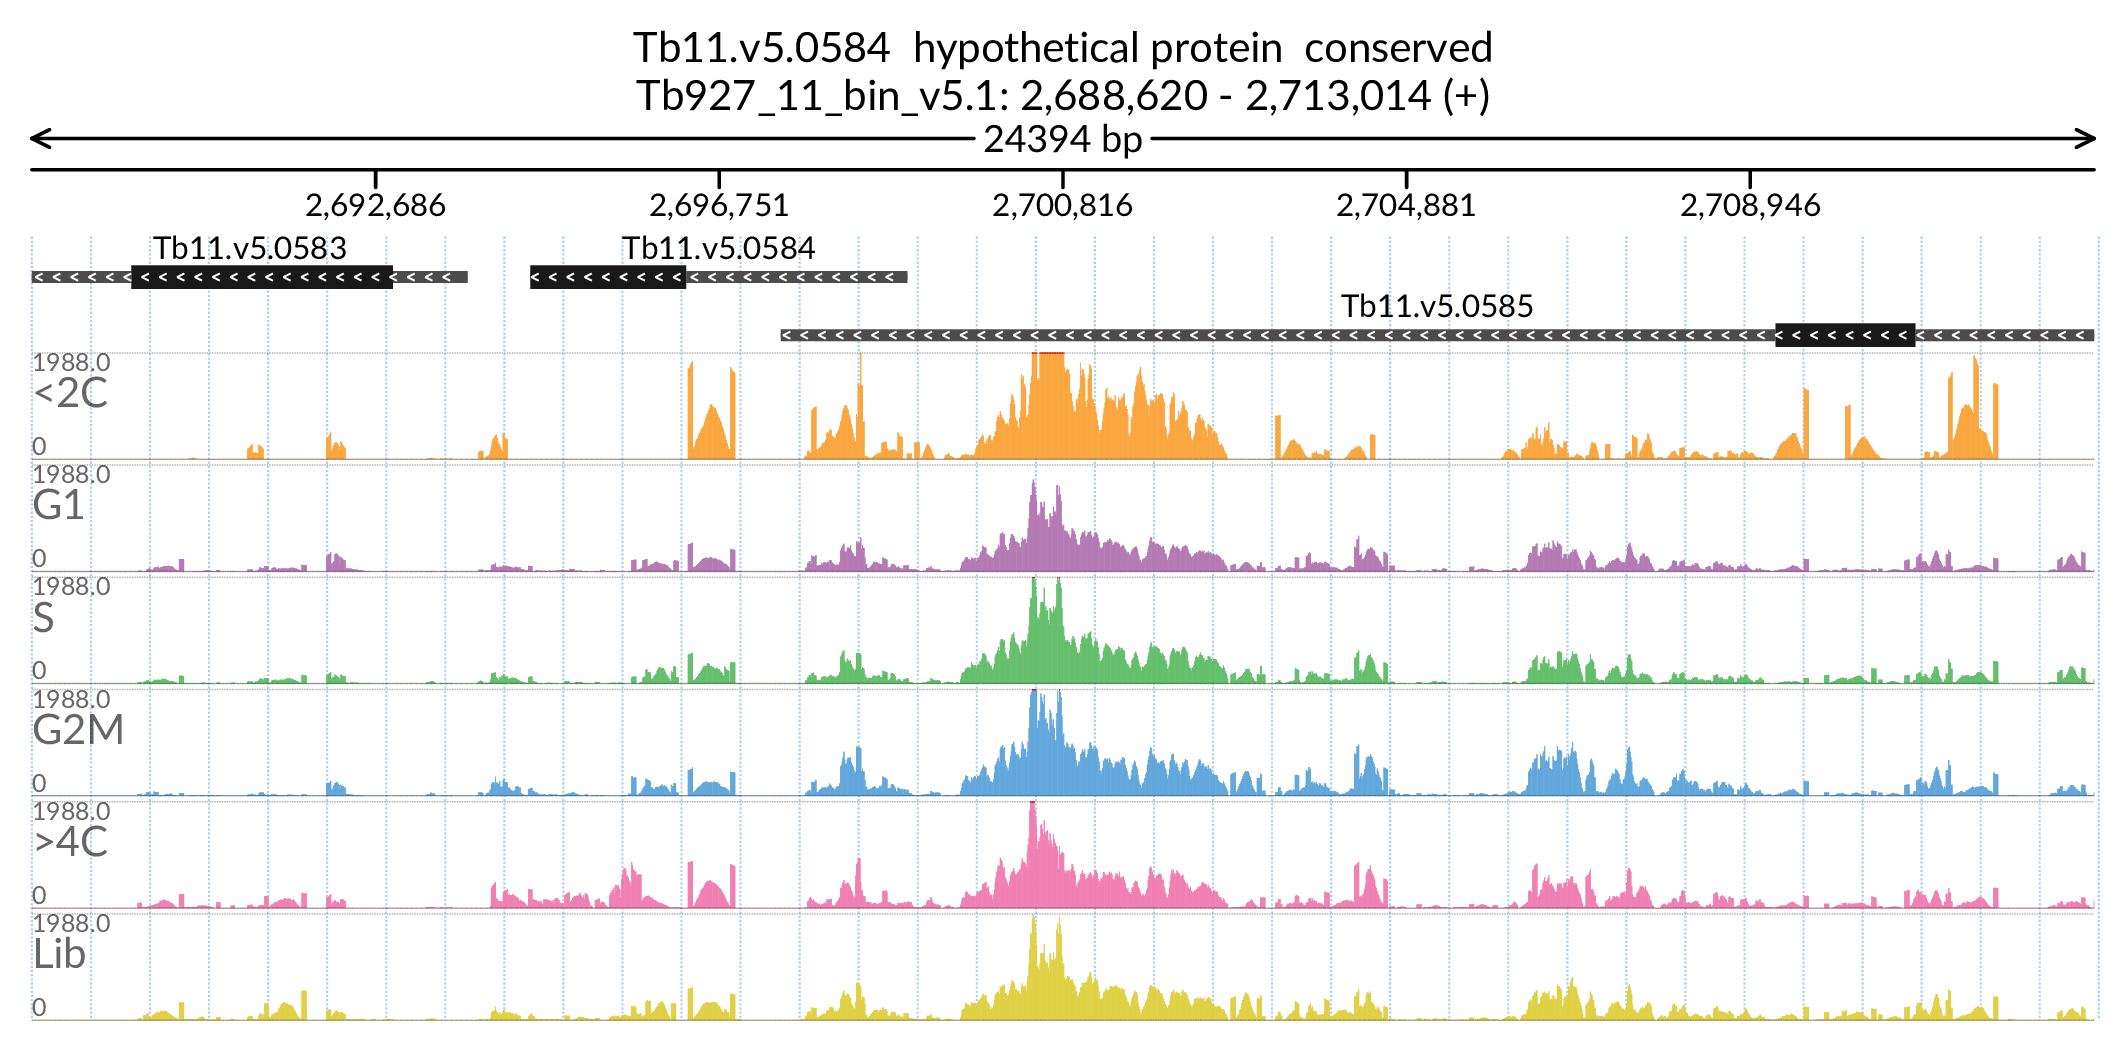 Tb11.v5.0584 hypothetical protein conserved
Tb927_11_bin_v5.1: 2,688,620 - 2,713,014 (+)
24394 bp
2,692,686 2,696,751 2,700,816 2,704,881 2,708,946
Tb11.v5.0583 Tb11.v5.0584
Tb11.v5.0585
1988.0
<2C
0
1988.0
G1
0
1988.0
S
0
1988.0
G2M
0
1988.0
>4C
0
1988.0
Lib
0